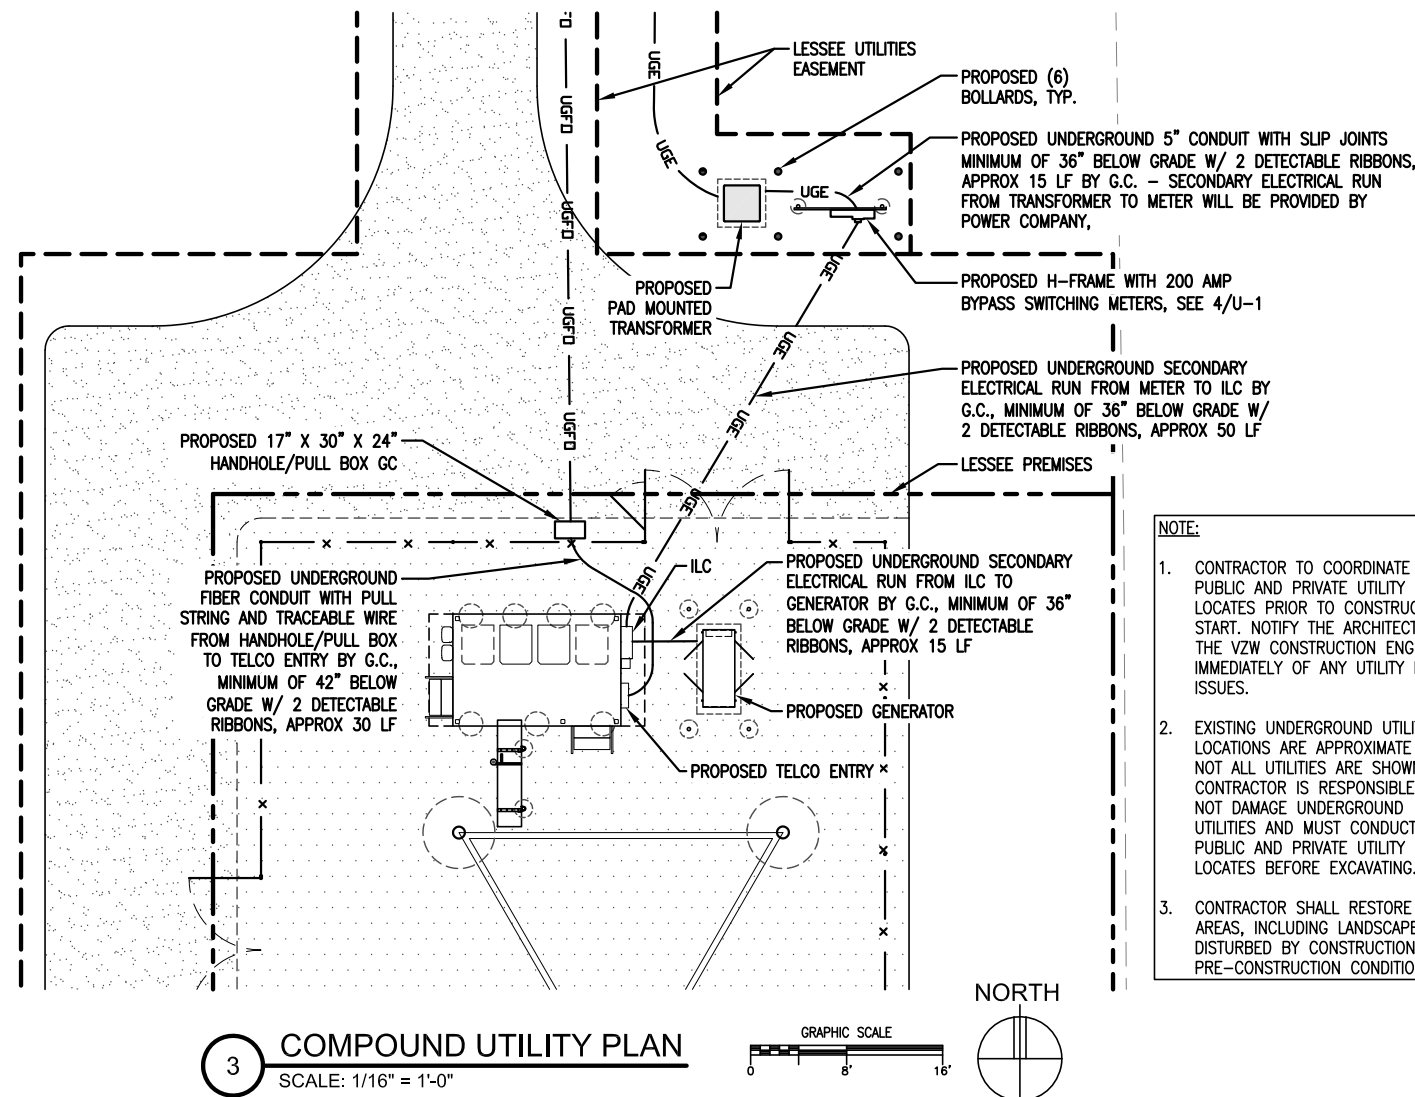 LESSEE UTILITIES
EASEMENT
PROPOSED (6)
BOLLARDS, TYP.
PROPOSED UNDERGROUND 5" CONDUIT WITH SLIP JOINTS
MINIMUM OF 36" BELOW GRADE W/ 2 DETECTABLE RIBBONS,
APPROX 15 LF BY G.C. – SECONDARY ELECTRICAL RUN
FROM TRANSFORMER TO METER WILL BE PROVIDED BY
POWER COMPANY,
UGFO
UGFO
UGFO
UGFO
UGFO
UGE
UGE
UGE
UGE
UGE
UGE
UGE
UGE
PROPOSED
PAD MOUNTED
TRANSFORMER
PROPOSED H-FRAME WITH 200 AMP
BYPASS SWITCHING METERS, SEE 4/U-1
PROPOSED UNDERGROUND SECONDARY
ELECTRICAL RUN FROM METER TO ILC BY
G.C., MINIMUM OF 36" BELOW GRADE W/
2 DETECTABLE RIBBONS, APPROX 50 LF
LESSEE PREMISES
PROPOSED 17" X 30" X 24"
HANDHOLE/PULL BOX GC
PROPOSED UNDERGROUND
FIBER CONDUIT WITH PULL
STRING AND TRACEABLE WIRE
FROM HANDHOLE/PULL BOX
TO TELCO ENTRY BY G.C.,
MINIMUM OF 42" BELOW
GRADE W/ 2 DETECTABLE
RIBBONS, APPROX 30 LF
ILC
PROPOSED UNDERGROUND SECONDARY
ELECTRICAL RUN FROM ILC TO
GENERATOR BY G.C., MINIMUM OF 36"
BELOW GRADE W/ 2 DETECTABLE
RIBBONS, APPROX 15 LF
PROPOSED GENERATOR
PROPOSED TELCO ENTRY
NOTE:
1. CONTRACTOR TO COORDINATE
PUBLIC AND PRIVATE UTILITY
LOCATES PRIOR TO CONSTRUC
START. NOTIFY THE ARCHITECT
THE VZW CONSTRUCTION ENG
IMMEDIATELY OF ANY UTILITY
ISSUES.
2. EXISTING UNDERGROUND UTILI
LOCATIONS ARE APPROXIMATE
NOT ALL UTILITIES ARE SHOWN
CONTRACTOR IS RESPONSIBLE
NOT DAMAGE UNDERGROUND
UTILITIES AND MUST CONDUCT
PUBLIC AND PRIVATE UTILITY
LOCATES BEFORE EXCAVATING.
3. CONTRACTOR SHALL RESTORE
AREAS, INCLUDING LANDSCAPE
DISTURBED BY CONSTRUCTION
PRE-CONSTRUCTION CONDITIO
3 COMPOUND UTILITY PLAN
SCALE: 1/16" = 1'-0"
GRAPHIC SCALE
0 8' 16'
NORTH